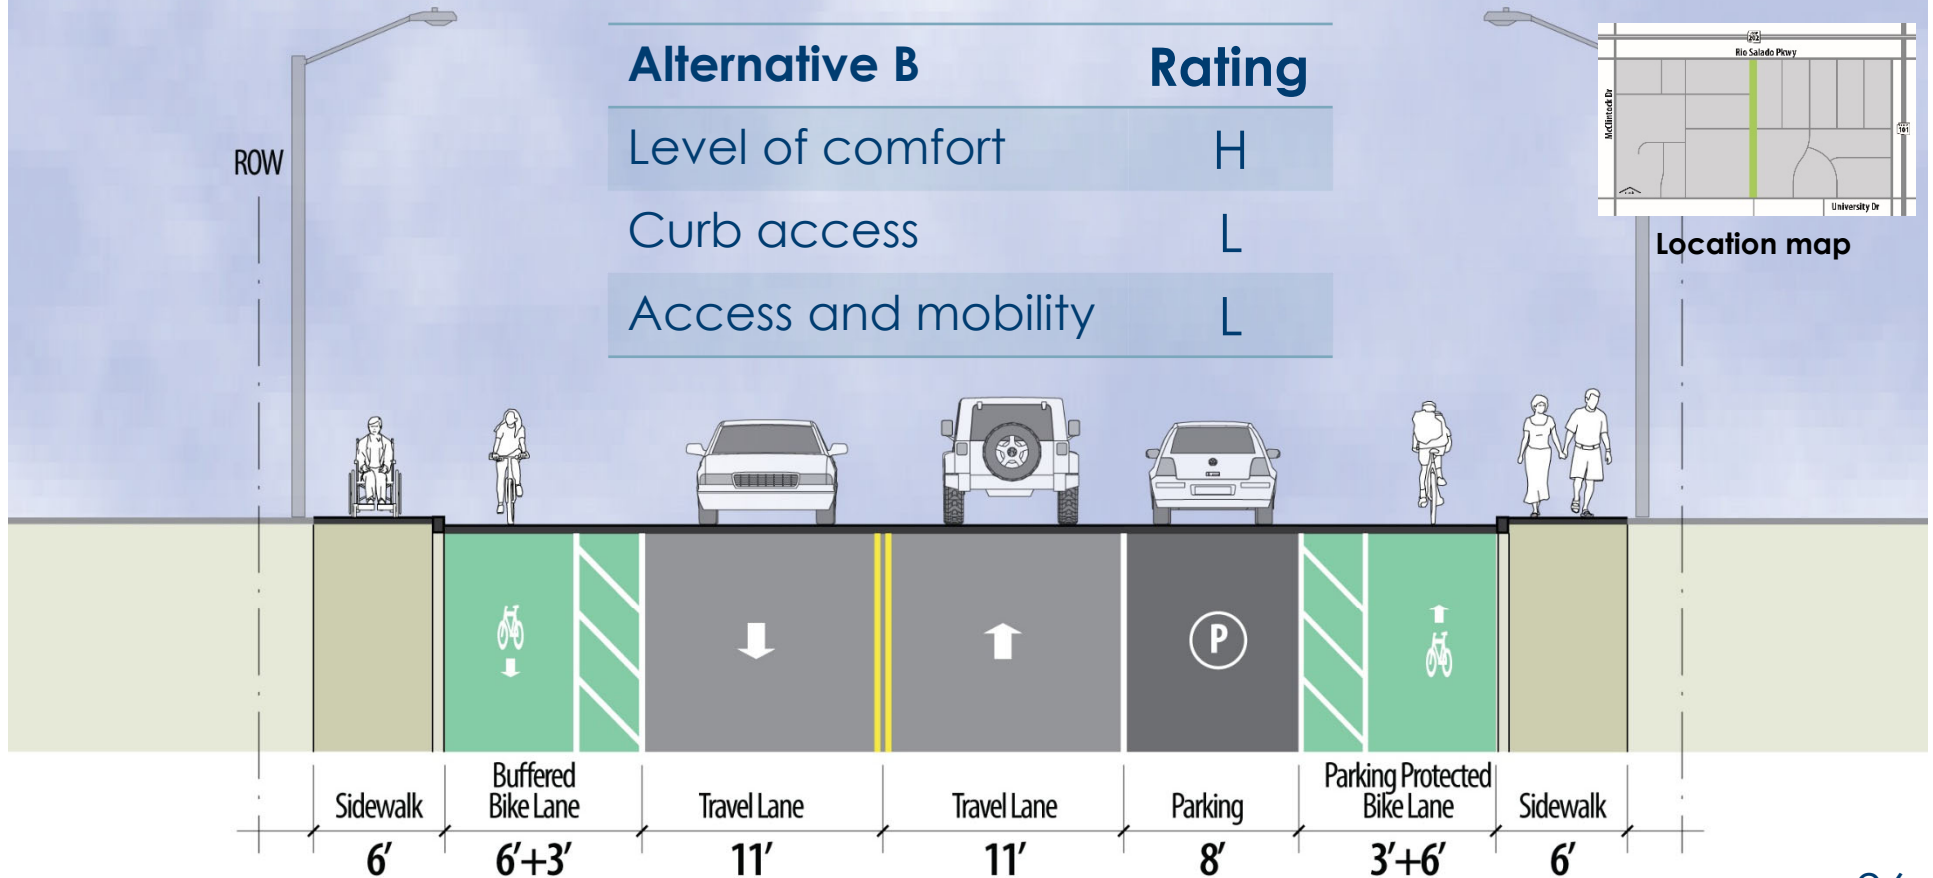 Alternative B Rating
Level of comfort H
Curb access L
Access and mobility L
202
Rio Salado Pkwy
McClintock Dr
101
University Dr
Location map
ROW
P
Sidewalk
Buffered
Bike Lane
Travel Lane
Travel Lane
Parking
Parking Protected
Bike Lane
Sidewalk
6' 6'+3' 11' 11' 8' 3'+6' 6'